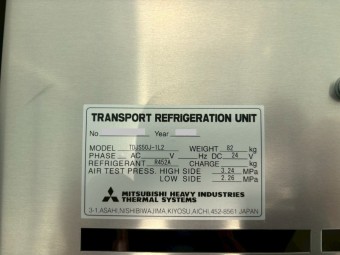 TRANSPORT REFRIGERATION UNIT
No. Year
MODEL TDJS50J-1L2 WEIGHT 82 kg
PHASE AC V Hz DC 24 V
REFRIGERANT R452A CHARGE kg
AIR TEST PRESS. HIGH SIDE 3.24 MPa
LOW SIDE 2.26 MPa
MITSUBISHI HEAVY INDUSTRIES
THERMAL SYSTEMS
3-1,ASAHI,NISHIBIWAJIMA,KIYOSU,AICHI,452-8561 JAPAN